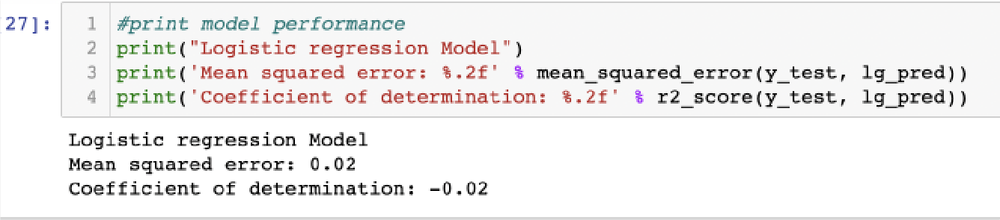 27]:
1 #print model performance
2 print("Logistic regression Model")
3 print('Mean squared error: %.2f' % mean_squared_error(y_test, lg_pred))
4 print('Coefficient of determination: %.2f' % r2_score(y_test, lg_pred))
Logistic regression Model
Mean squared error: 0.02
Coefficient of determination: -0.02